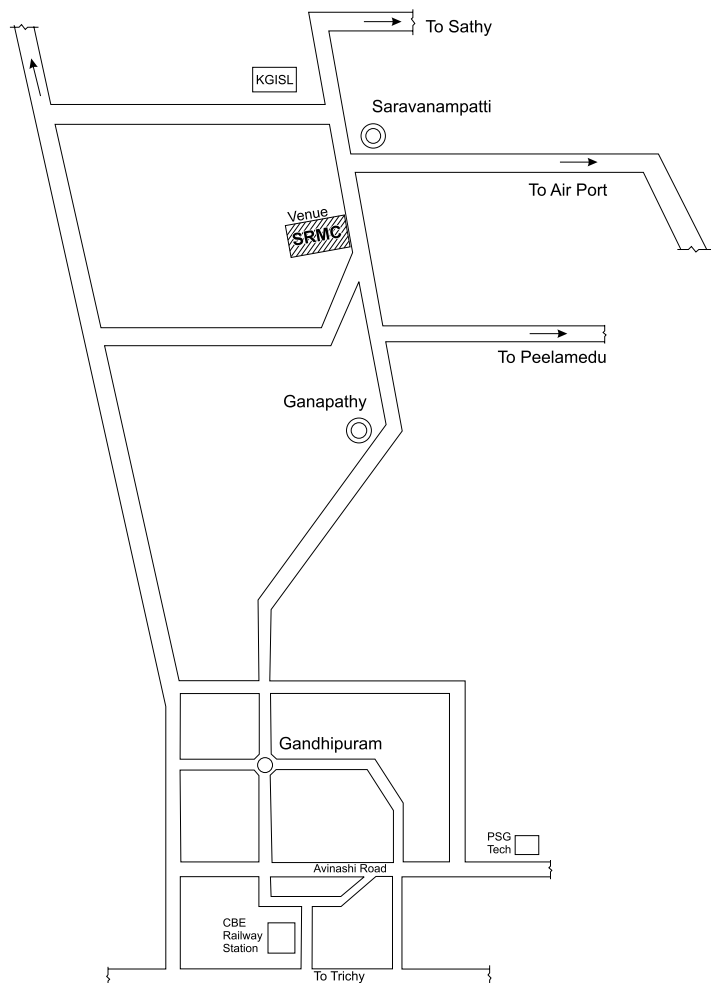 To Sathy
KGISL
Saravanampatti
To Air Port
Venue
SRMC
To Peelamedu
Ganapathy
Gandhipuram
PSG
Tech
Avinashi Road
CBE
Railway
Station
To Trichy